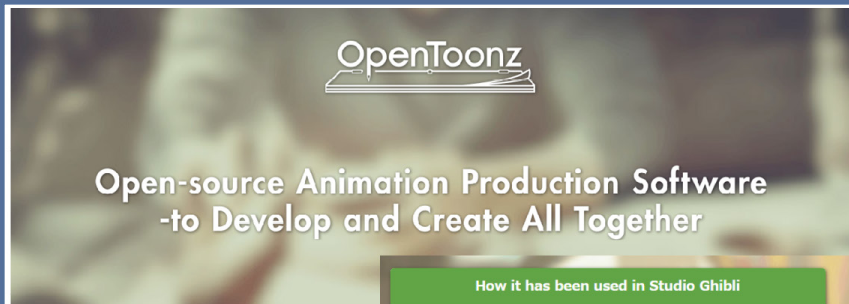 OpenToonz
Open-source Animation Production Software
-to Develop and Create All Together
How it has been used in Studio Ghibli